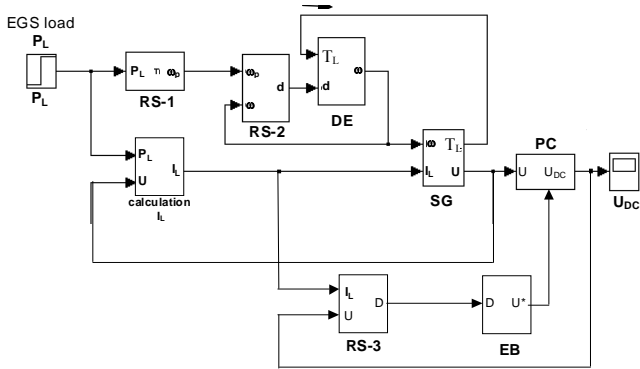 EGS load
P_L
P_L
P_L
ω_p
RS-1
ω_p
ω
d
RS-2
T_L
d
ω
DE
P_L
U
I_L
calculation
I_L
ω
I_L
T_L
U
SG
PC
U
U_DC
U_DC
I_L
U
D
RS-3
D
U*
EB